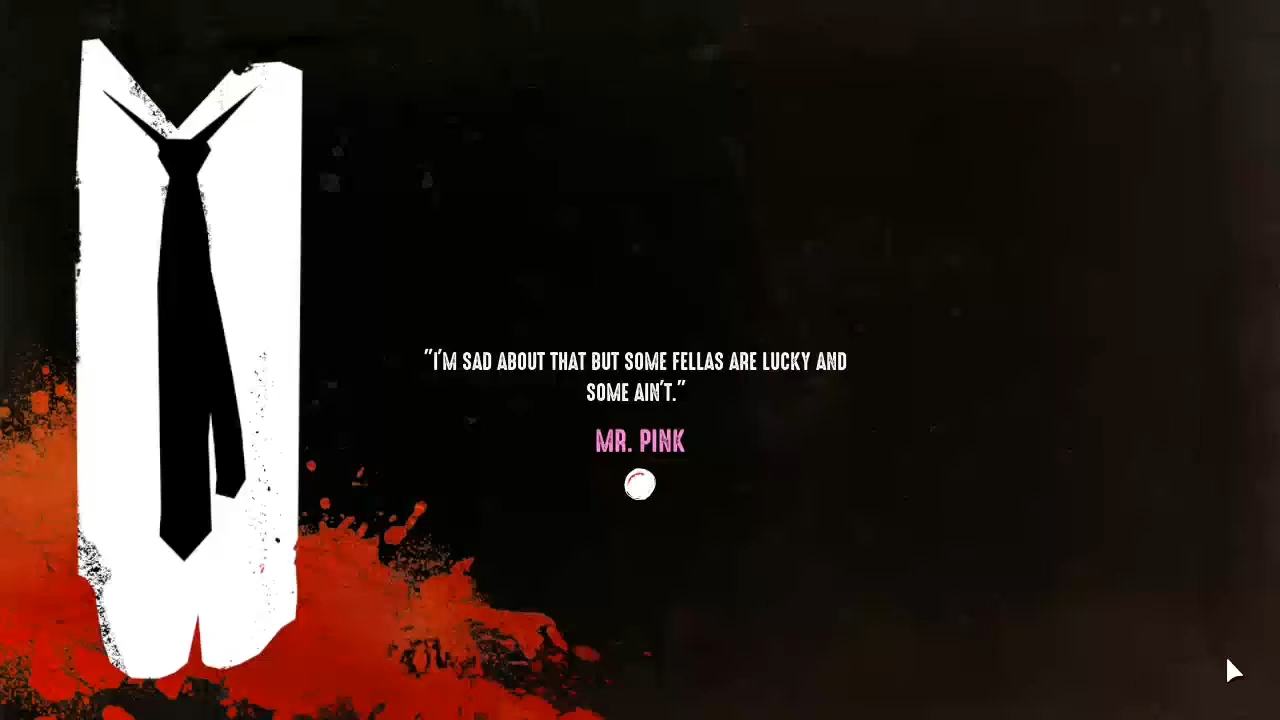 "I'M SAD ABOUT THAT BUT SOME FELLAS ARE LUCKY AND
SOME AIN'T."
MR. PINK